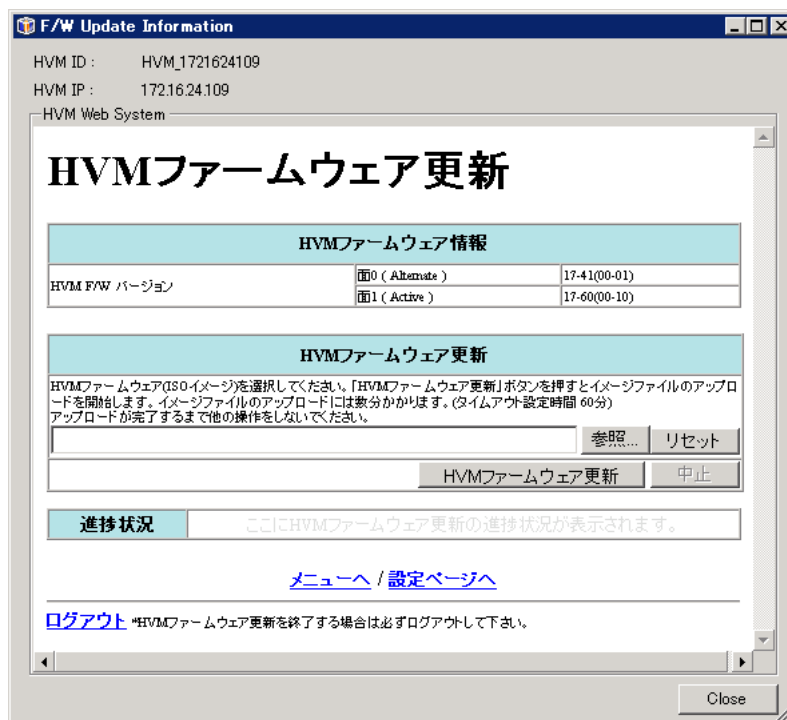 F/W Update Information
HVM ID : HVM_1721624109
HVM IP : 172.16.24.109
HVM Web System
HVMファームウェア更新
HVMファームウェア情報
HVM F/W バージョン
面0 ( Alternate ) 17-41(00-01)
面1 ( Active ) 17-60(00-10)
HVMファームウェア更新
HVMファームウェア(ISOイメージ)を選択してください。「HVMファームウェア更新」ボタンを押すとイメージファイルのアップロ
ードを開始します。イメージファイルのアップロードには数分かかります。(タイムアウト設定時間 60分)
アップロードが完了するまで他の操作をしないでください。
参照... リセット
HVMファームウェア更新 中止
進捗状況 ここにHVMファームウェア更新の進捗状況が表示されます。
メニューへ / 設定ページへ
ログアウト *HVMファームウェア更新を終了する場合は必ずログアウトして下さい。
Close